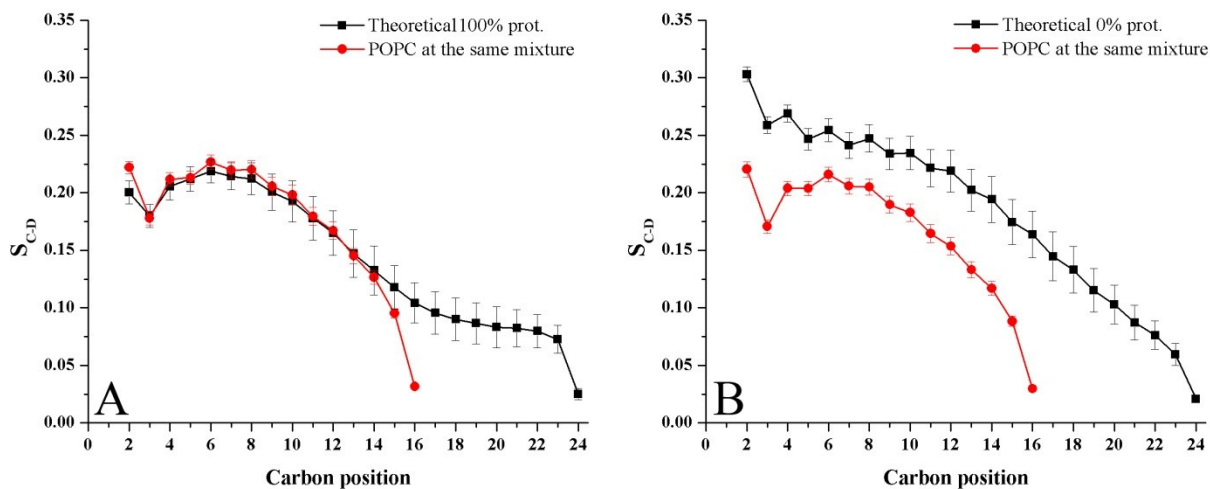 0.35
0.30
0.25
0.20
0.15
0.10
0.05
0.00
S_C-D
Theoretical 100% prot.
POPC at the same mixture
A
0 2 4 6 8 10 12 14 16 18 20 22 24
Carbon position
0.35
0.30
0.25
0.20
0.15
0.10
0.05
0.00
S_C-D
Theoretical 0% prot.
POPC at the same mixture
B
0 2 4 6 8 10 12 14 16 18 20 22 24
Carbon position